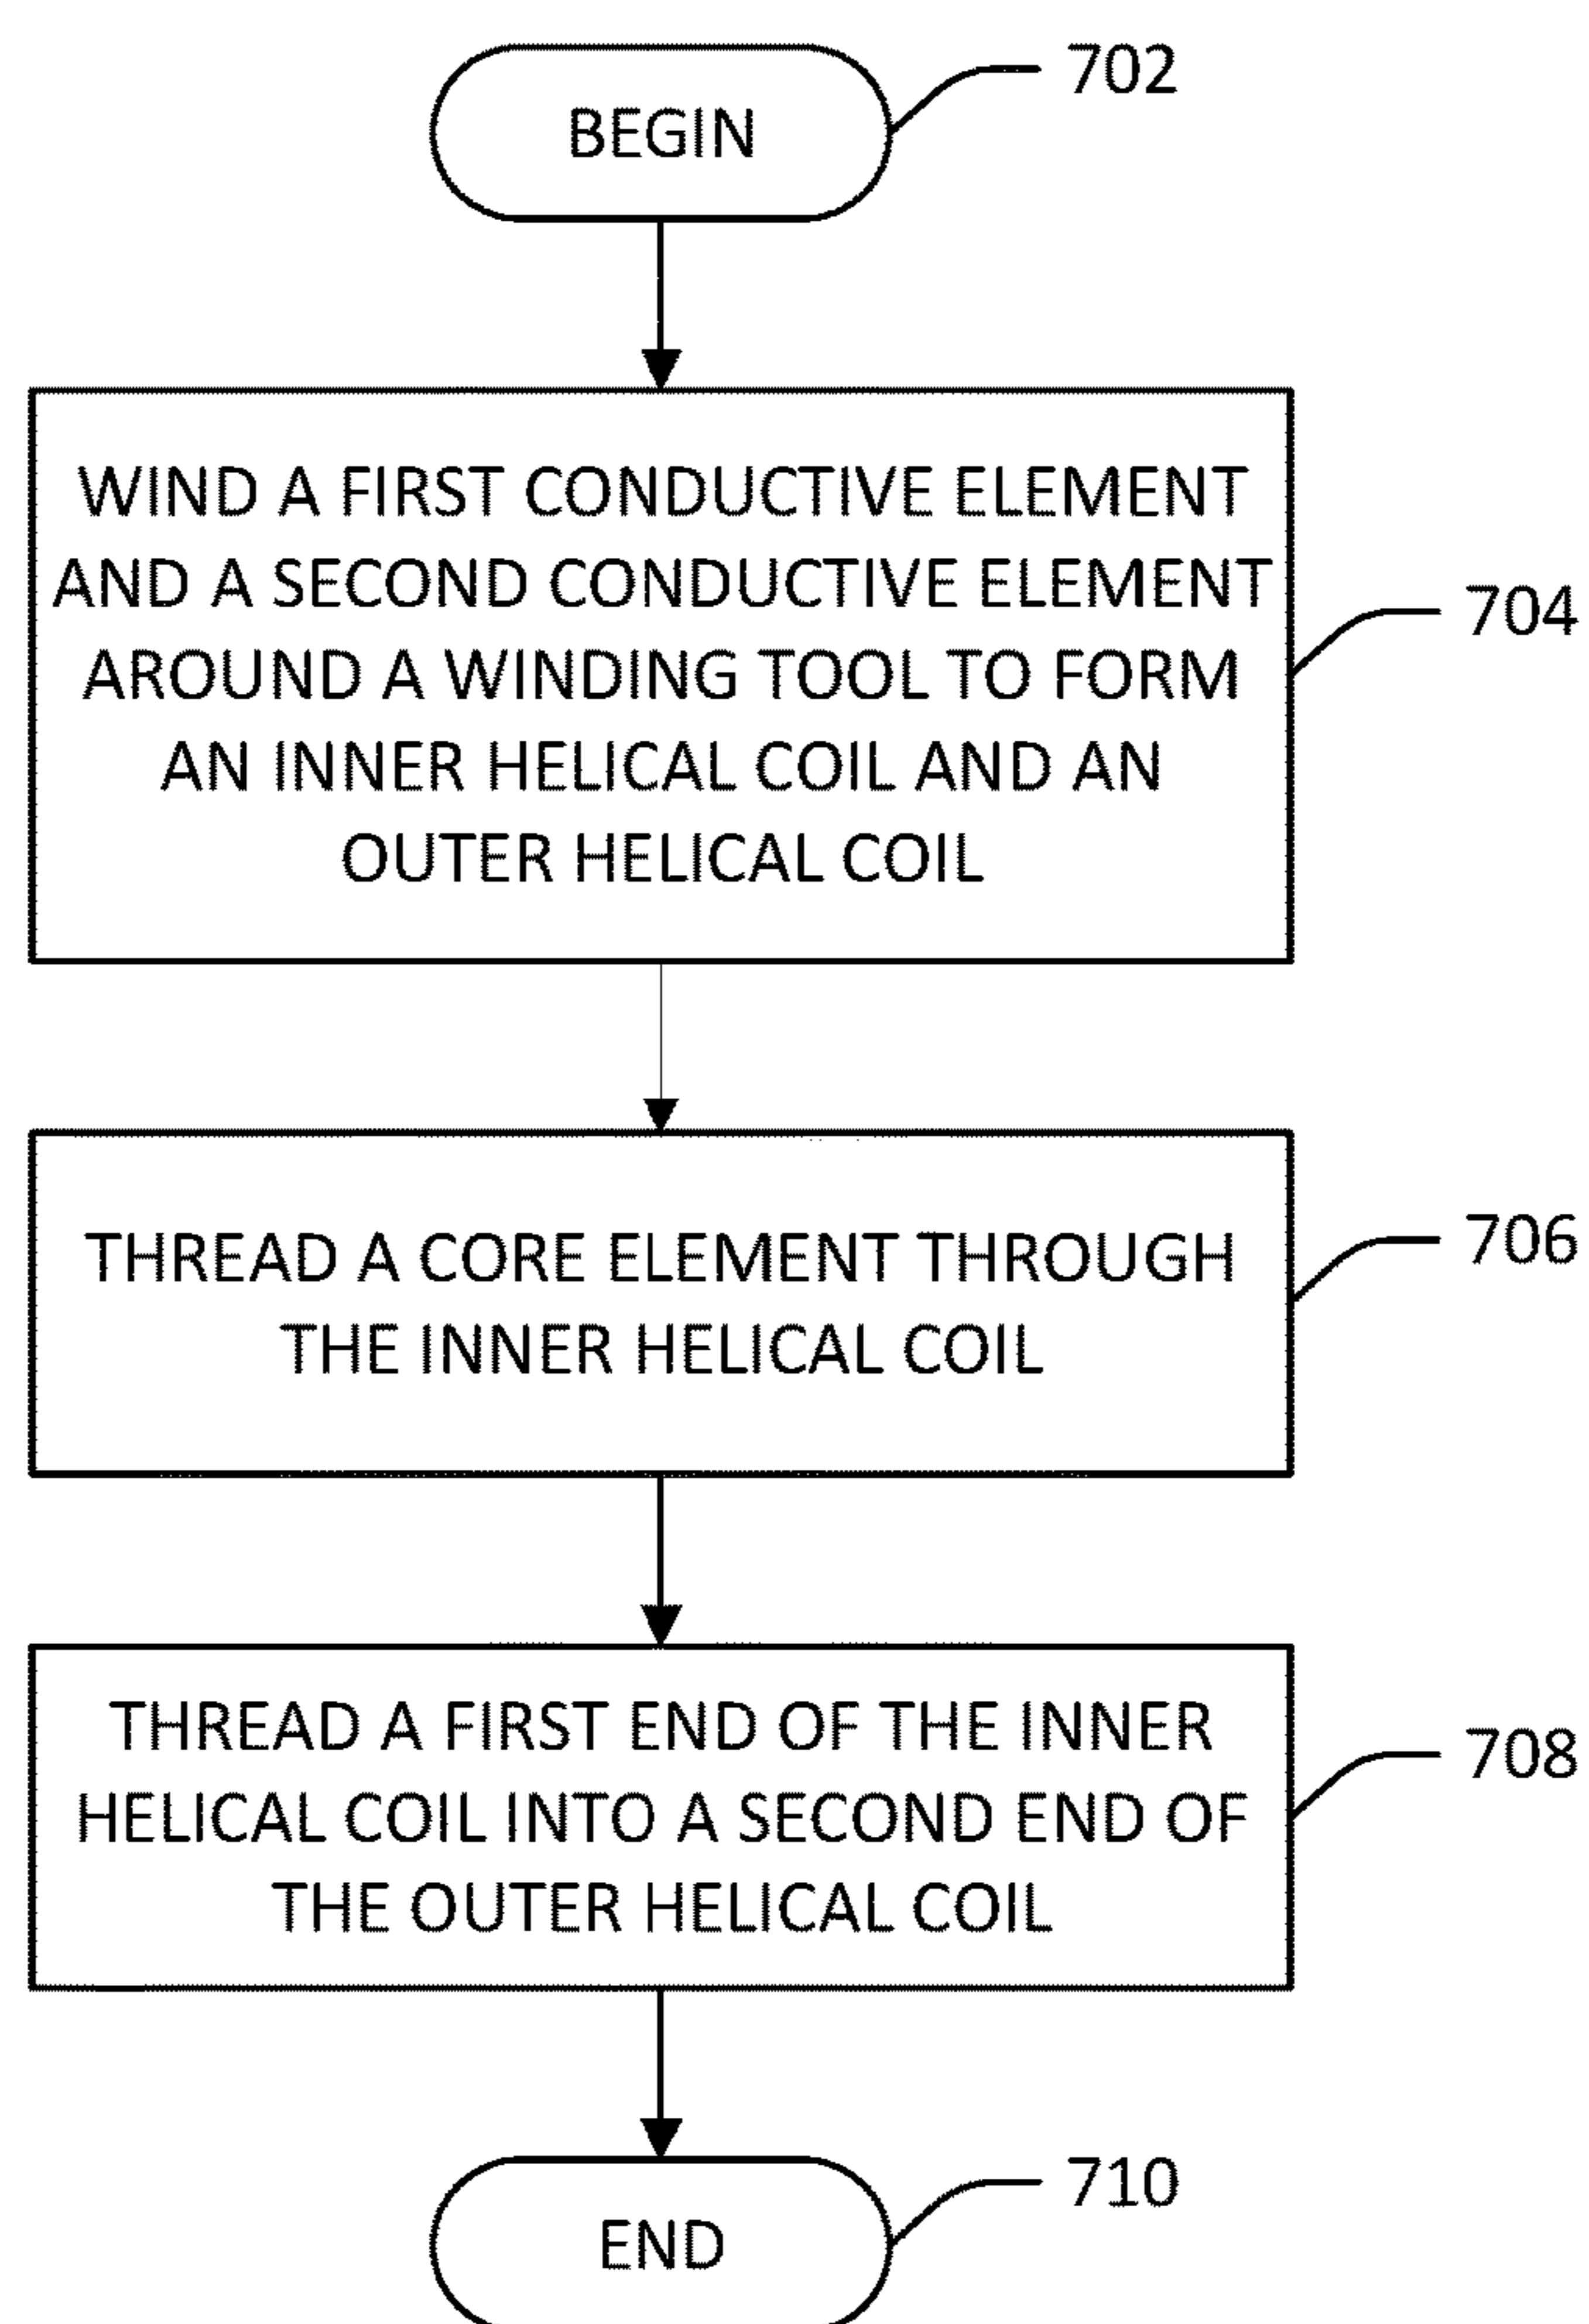 BEGIN
702
WIND A FIRST CONDUCTIVE ELEMENT
AND A SECOND CONDUCTIVE ELEMENT
AROUND A WINDING TOOL TO FORM
AN INNER HELICAL COIL AND AN
OUTER HELICAL COIL
704
THREAD A CORE ELEMENT THROUGH
THE INNER HELICAL COIL
706
THREAD A FIRST END OF THE INNER
HELICAL COIL INTO A SECOND END OF
THE OUTER HELICAL COIL
708
END
710